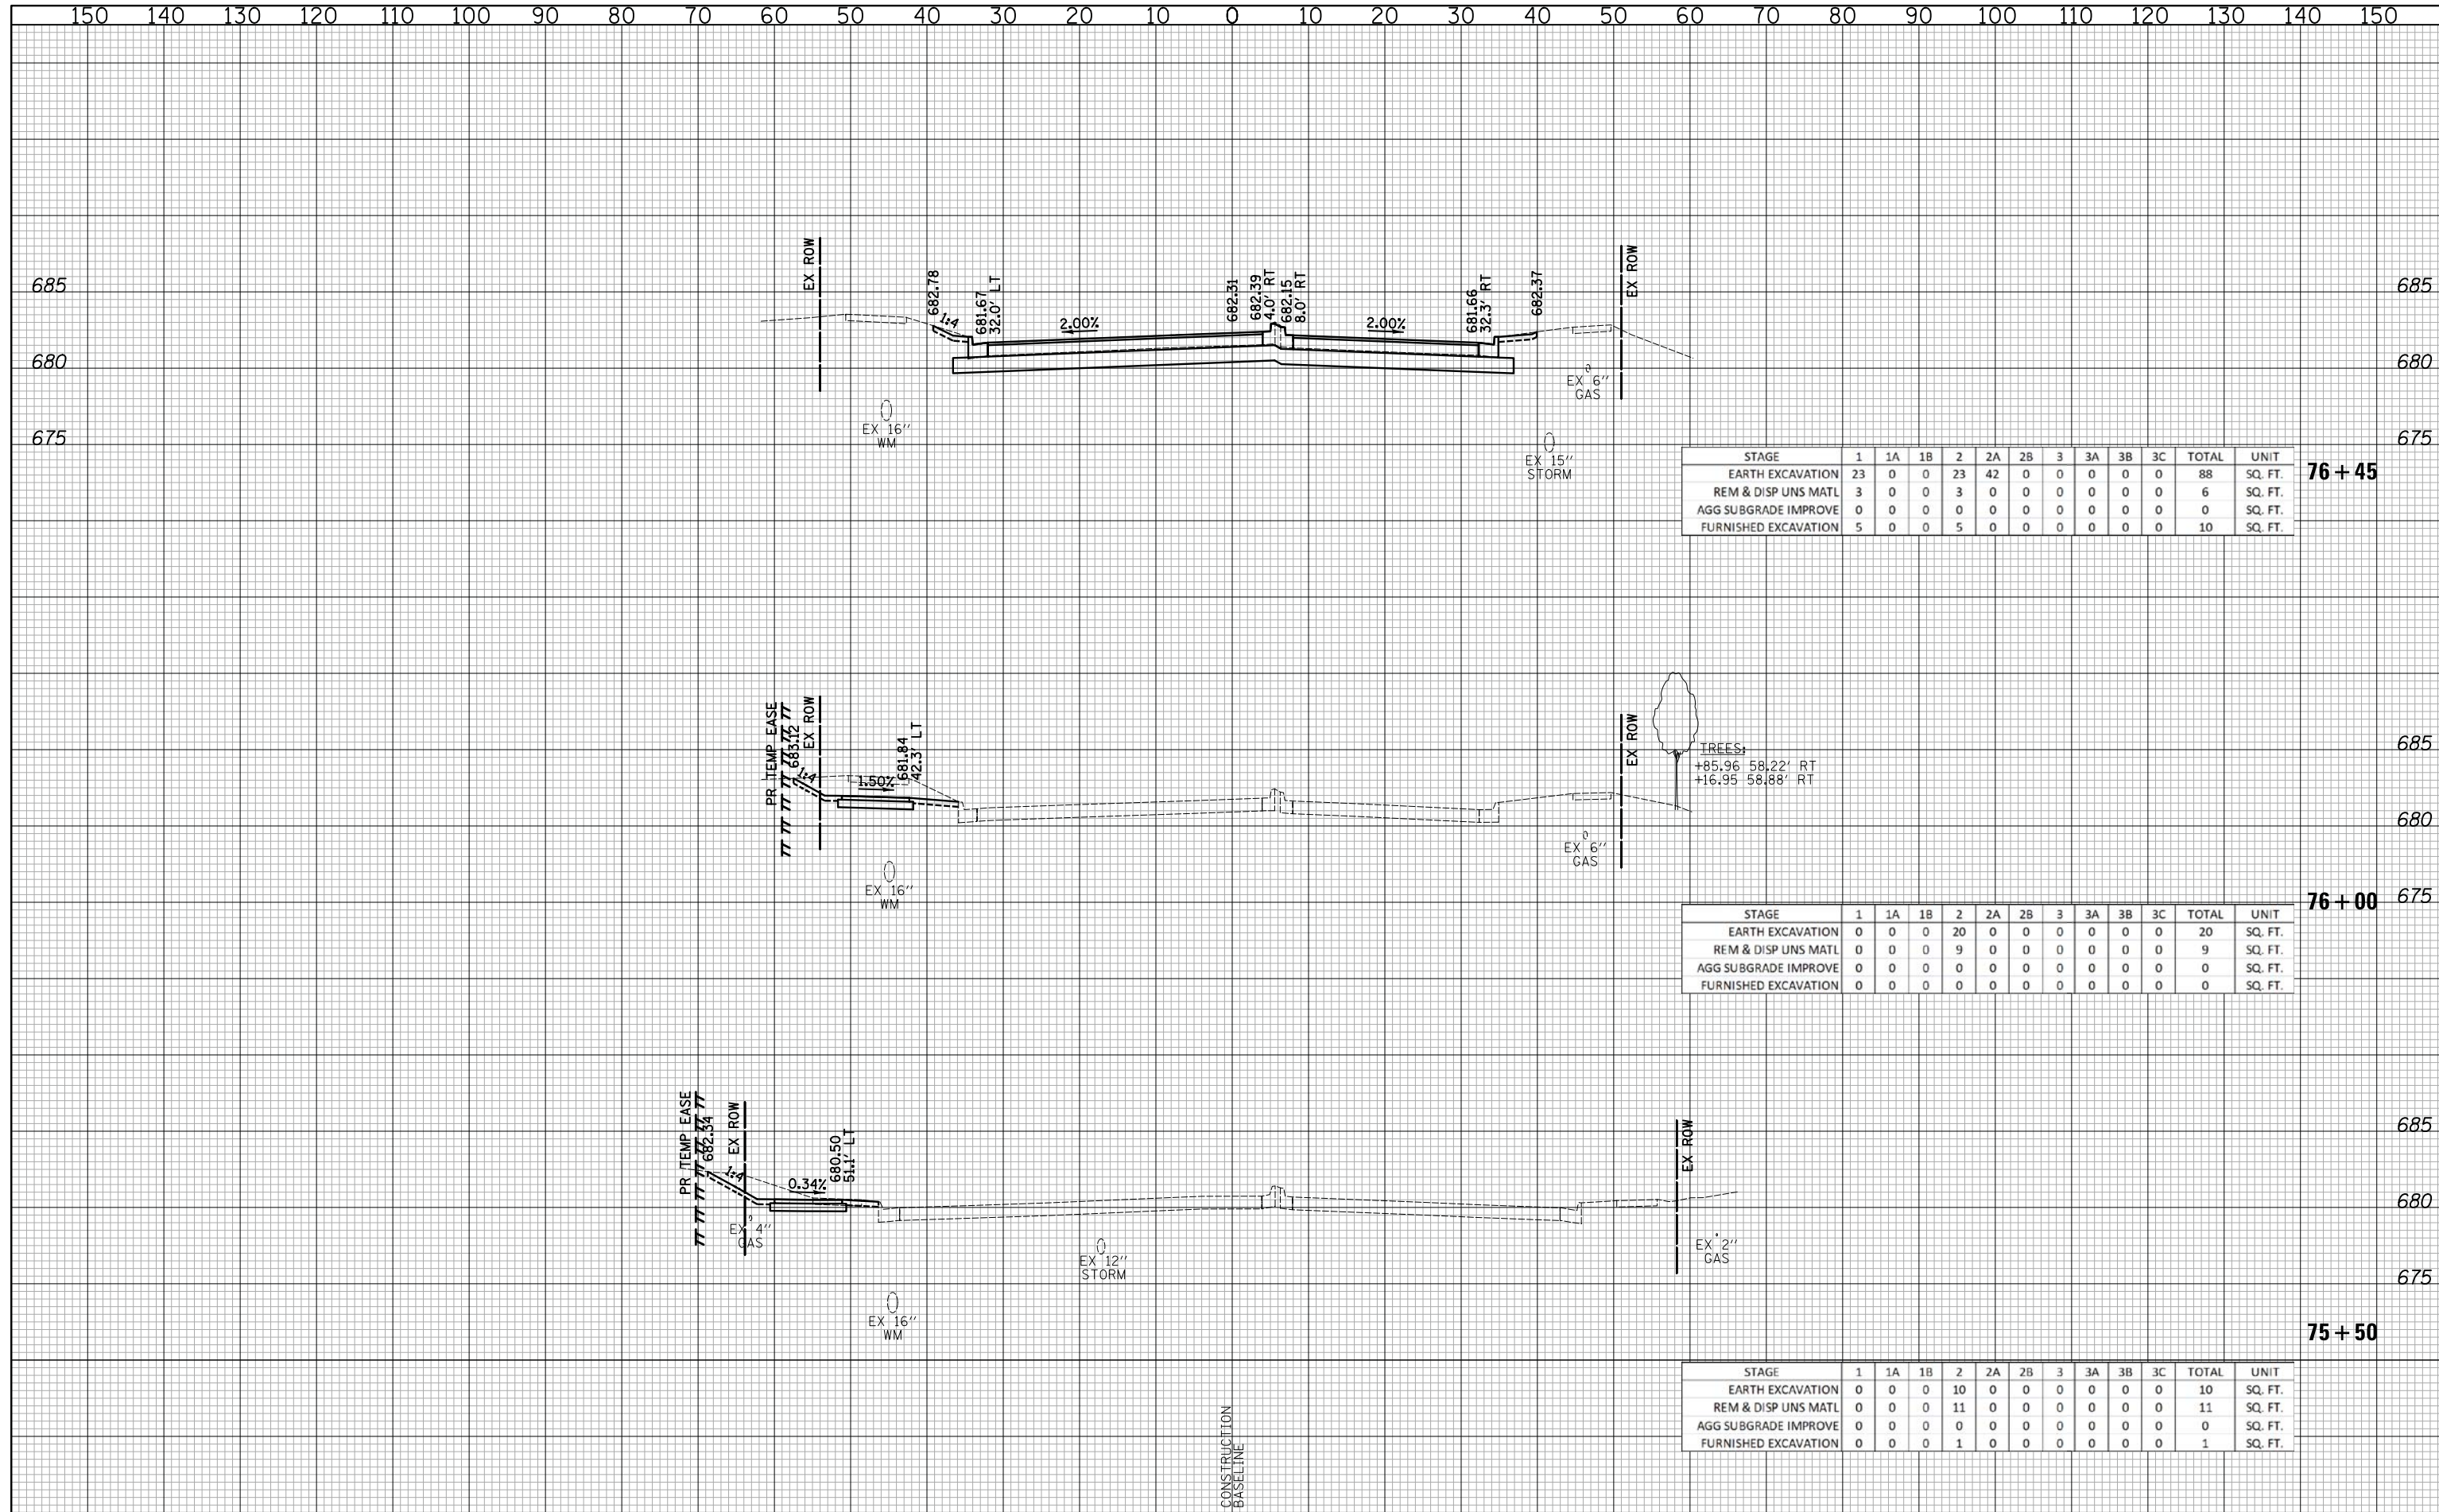 150 140 130 120 110 100 90 80 70 60 50 40 30 20 10 0 10 20 30 40 50 60 70 80 90 100 110 120 130 140 150
EX ROW
682.78
1:4
681.67
32.0' LT
2.00%
682.31
682.39
4.0' RT
682.15
8.0' RT
2.00%
681.66
32.3' RT
682.37
EX ROW
685 685
680 680
675 675
EX 16''
WM
EX 6''
GAS
EX 15''
STORM
76+45
STAGE 1 1A 1B 2 2A 2B 3 3A 3B 3C TOTAL UNIT
EARTH EXCAVATION 23 0 0 23 42 0 0 0 0 0 88 SQ. FT.
REM & DISP UNS MATL 3 0 0 3 0 0 0 0 0 0 6 SQ. FT.
AGG SUBGRADE IMPROVE 0 0 0 0 0 0 0 0 0 0 0 SQ. FT.
FURNISHED EXCAVATION 5 0 0 5 0 0 0 0 0 0 10 SQ. FT.
PR TEMP EASE
683.12
EX ROW
1:4
1.50%
681.84
42.3' LT
EX ROW
TREES:
+85.96 58.22' RT
+16.95 58.88' RT
685
680
675
EX 16''
WM
EX 6''
GAS
76+00
STAGE 1 1A 1B 2 2A 2B 3 3A 3B 3C TOTAL UNIT
EARTH EXCAVATION 0 0 0 20 0 0 0 0 0 0 20 SQ. FT.
REM & DISP UNS MATL 0 0 0 9 0 0 0 0 0 0 9 SQ. FT.
AGG SUBGRADE IMPROVE 0 0 0 0 0 0 0 0 0 0 0 SQ. FT.
FURNISHED EXCAVATION 0 0 0 0 0 0 0 0 0 0 0 SQ. FT.
PR TEMP EASE
682.34
EX ROW
1:4
0.34%
680.50
51.1' LT
EX ROW
685
680
675
EX 4''
GAS
EX 12''
STORM
EX 2''
GAS
EX 16''
WM
75+50
STAGE 1 1A 1B 2 2A 2B 3 3A 3B 3C TOTAL UNIT
EARTH EXCAVATION 0 0 0 10 0 0 0 0 0 0 10 SQ. FT.
REM & DISP UNS MATL 0 0 0 11 0 0 0 0 0 0 11 SQ. FT.
AGG SUBGRADE IMPROVE 0 0 0 0 0 0 0 0 0 0 0 SQ. FT.
FURNISHED EXCAVATION 0 0 0 1 0 0 0 0 0 0 1 SQ. FT.
CONSTRUCTION
BASELINE